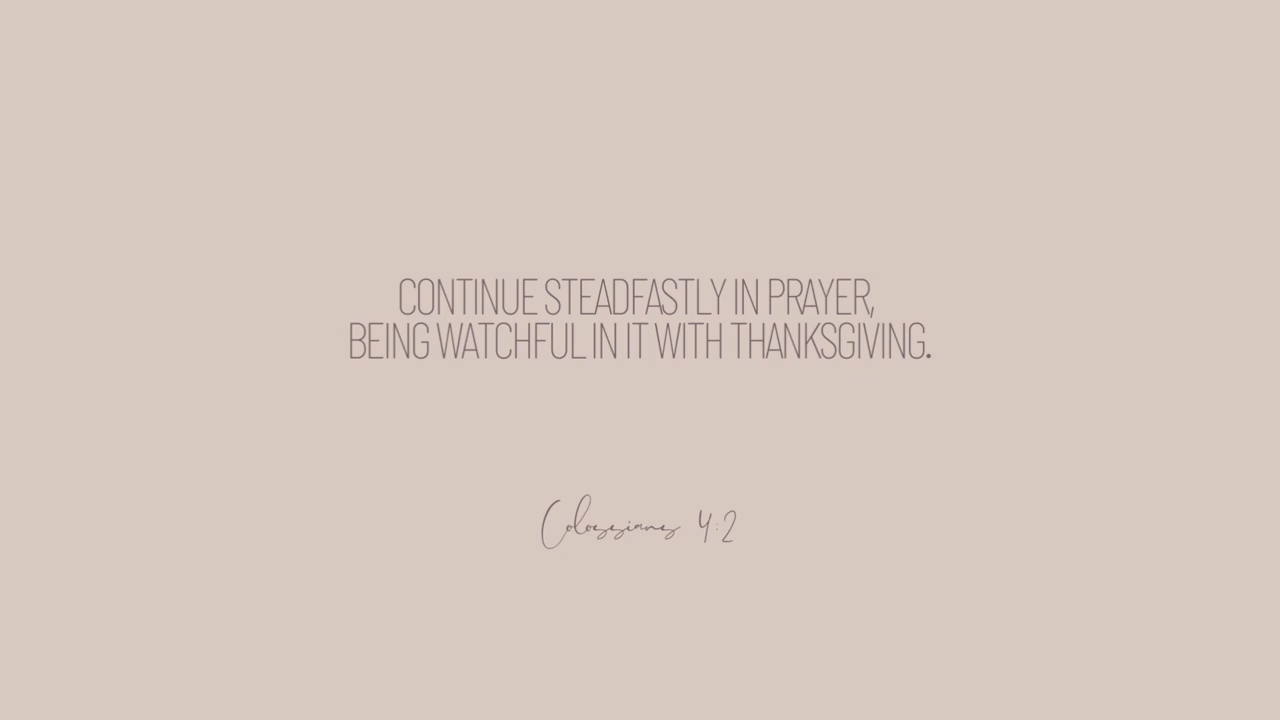 CONTINUE STEADFASTLY IN PRAYER,
BEING WATCHFUL IN IT WITH THANKSGIVING.
Colossians 4:2